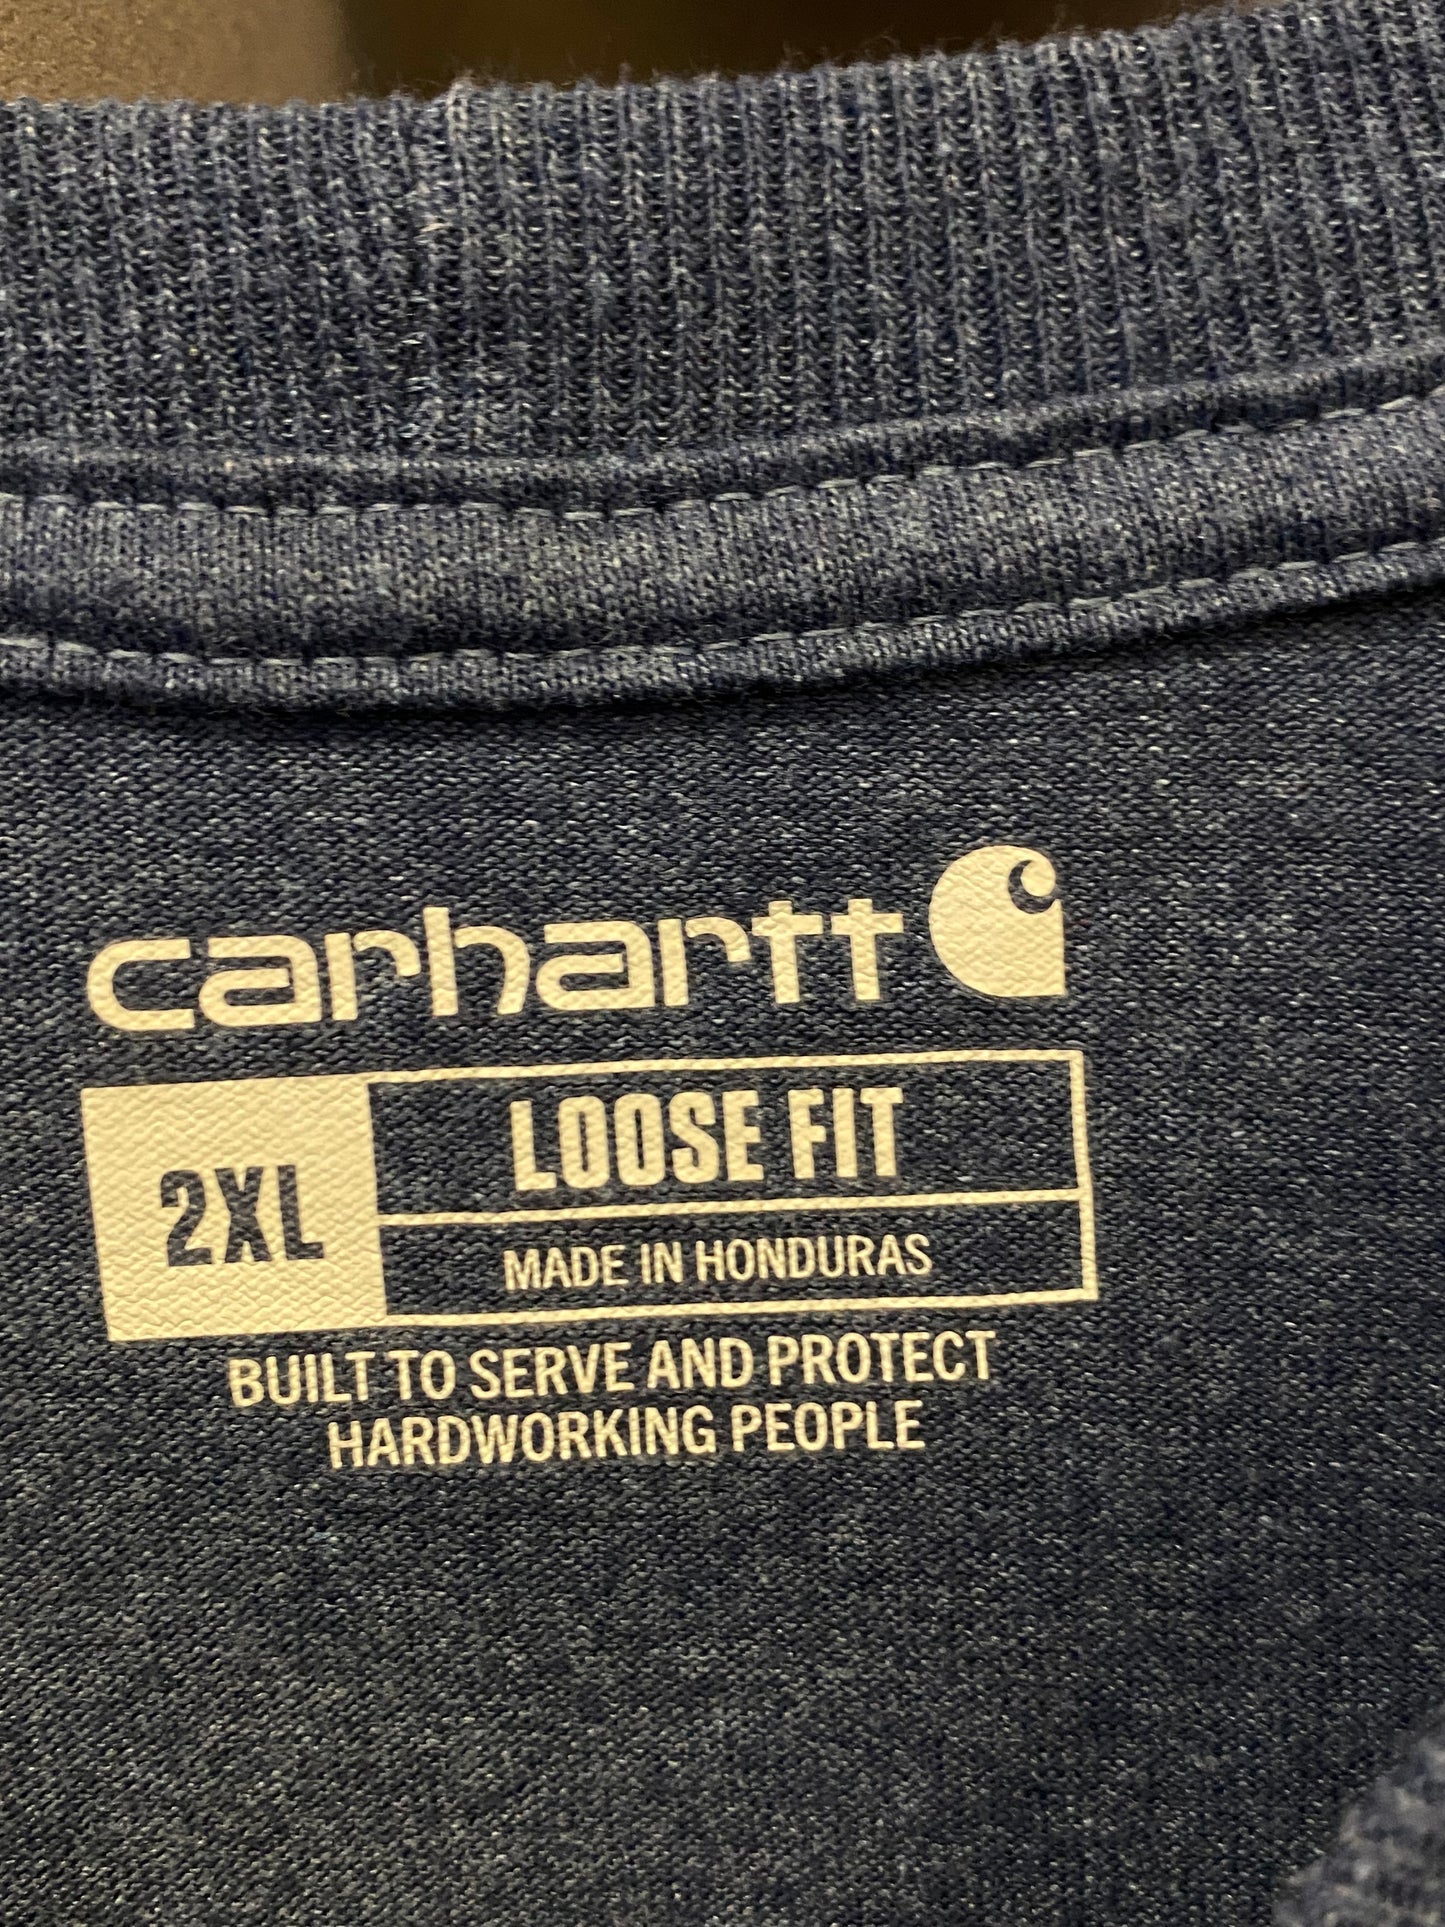 carhartt
2XL
LOOSE FIT
MADE IN HONDURAS
BUILT TO SERVE AND PROTECT
HARDWORKING PEOPLE